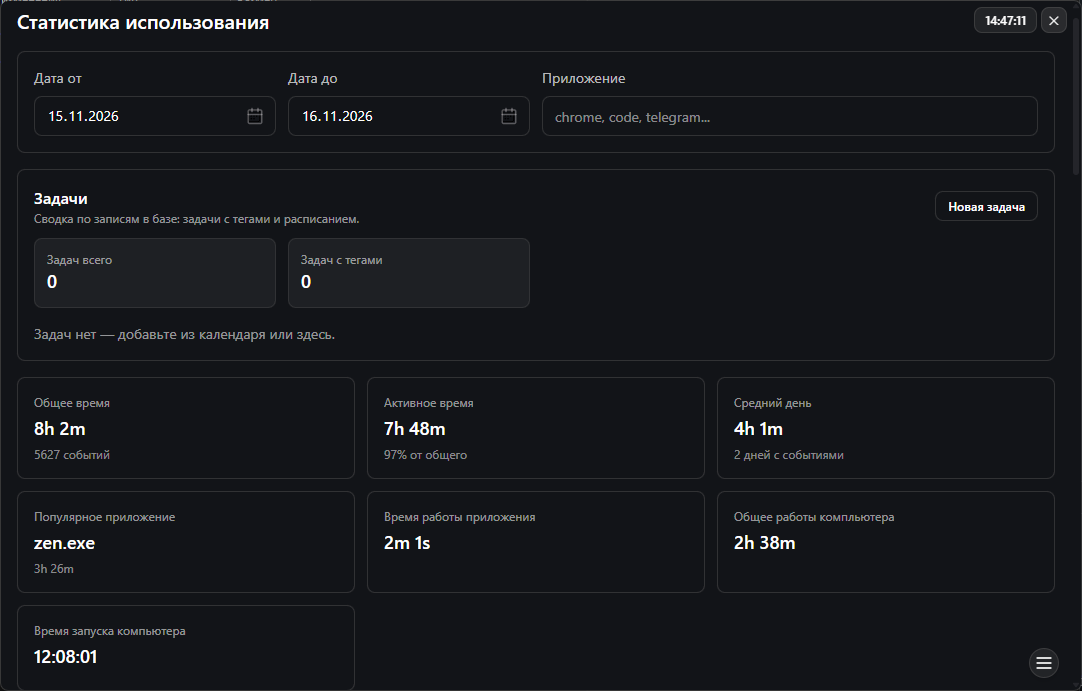 Статистика использования
14:47:11
Дата от
Дата до
Приложение
15.11.2026
16.11.2026
chrome, code, telegram...
Задачи
Сводка по записям в базе: задачи с тегами и расписанием.
Новая задача
Задач всего
0
Задач с тегами
0
Задач нет — добавьте из календаря или здесь.
Общее время
8h 2m
5627 событий
Активное время
7h 48m
97% от общего
Средний день
4h 1m
2 дней с событиями
Популярное приложение
zen.exe
3h 26m
Время работы приложения
2m 1s
Общее работы компльютера
2h 38m
Время запуска компьютера
12:08:01